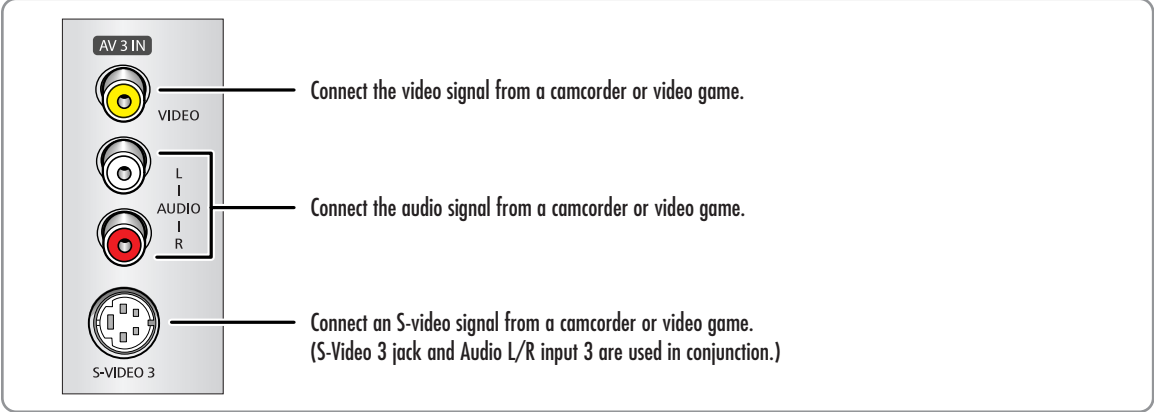 AV 3 IN
Connect the video signal from a camcorder or video game.
VIDEO
L
AUDIO
R
Connect the audio signal from a camcorder or video game.
Connect an S-video signal from a camcorder or video game.
(S-Video 3 jack and Audio L/R input 3 are used in conjunction.)
S-VIDEO 3